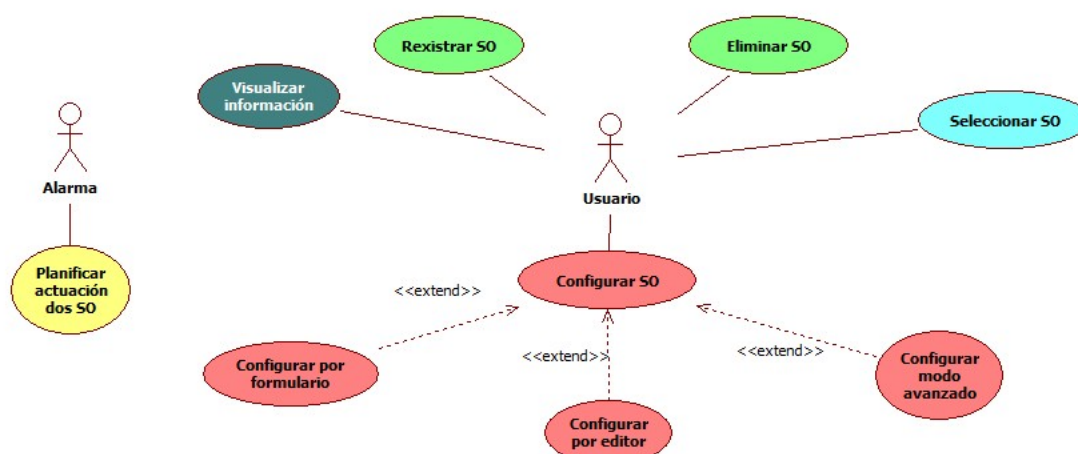 Rexistrar SO
Eliminar SO
Visualizar
información
Seleccionar SO
Alarma
Usuario
Planificar
actuación
dos SO
Configurar SO
<<extend>>
<<extend>>
<<extend>>
Configurar por
formulario
Configurar
modo
avanzado
Configurar
por editor